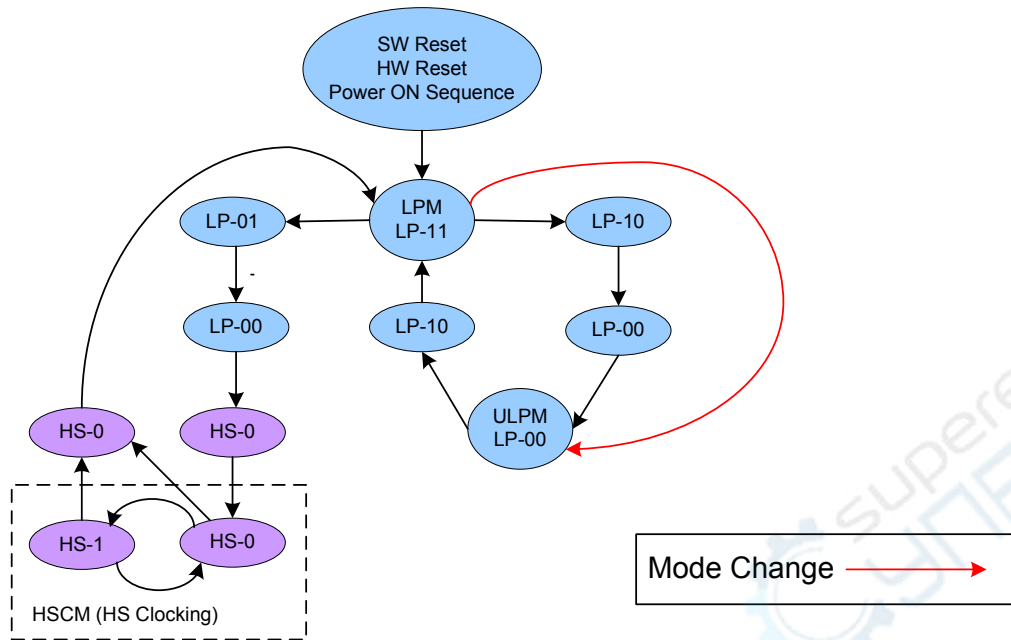 SW Reset
HW Reset
Power ON Sequence
LPM
LP-11
LP-01
LP-10
-
LP-00
LP-10
LP-00
ULPM
LP-00
HS-0
HS-0
HS-1
HS-0
HSCM (HS Clocking)
Mode Change